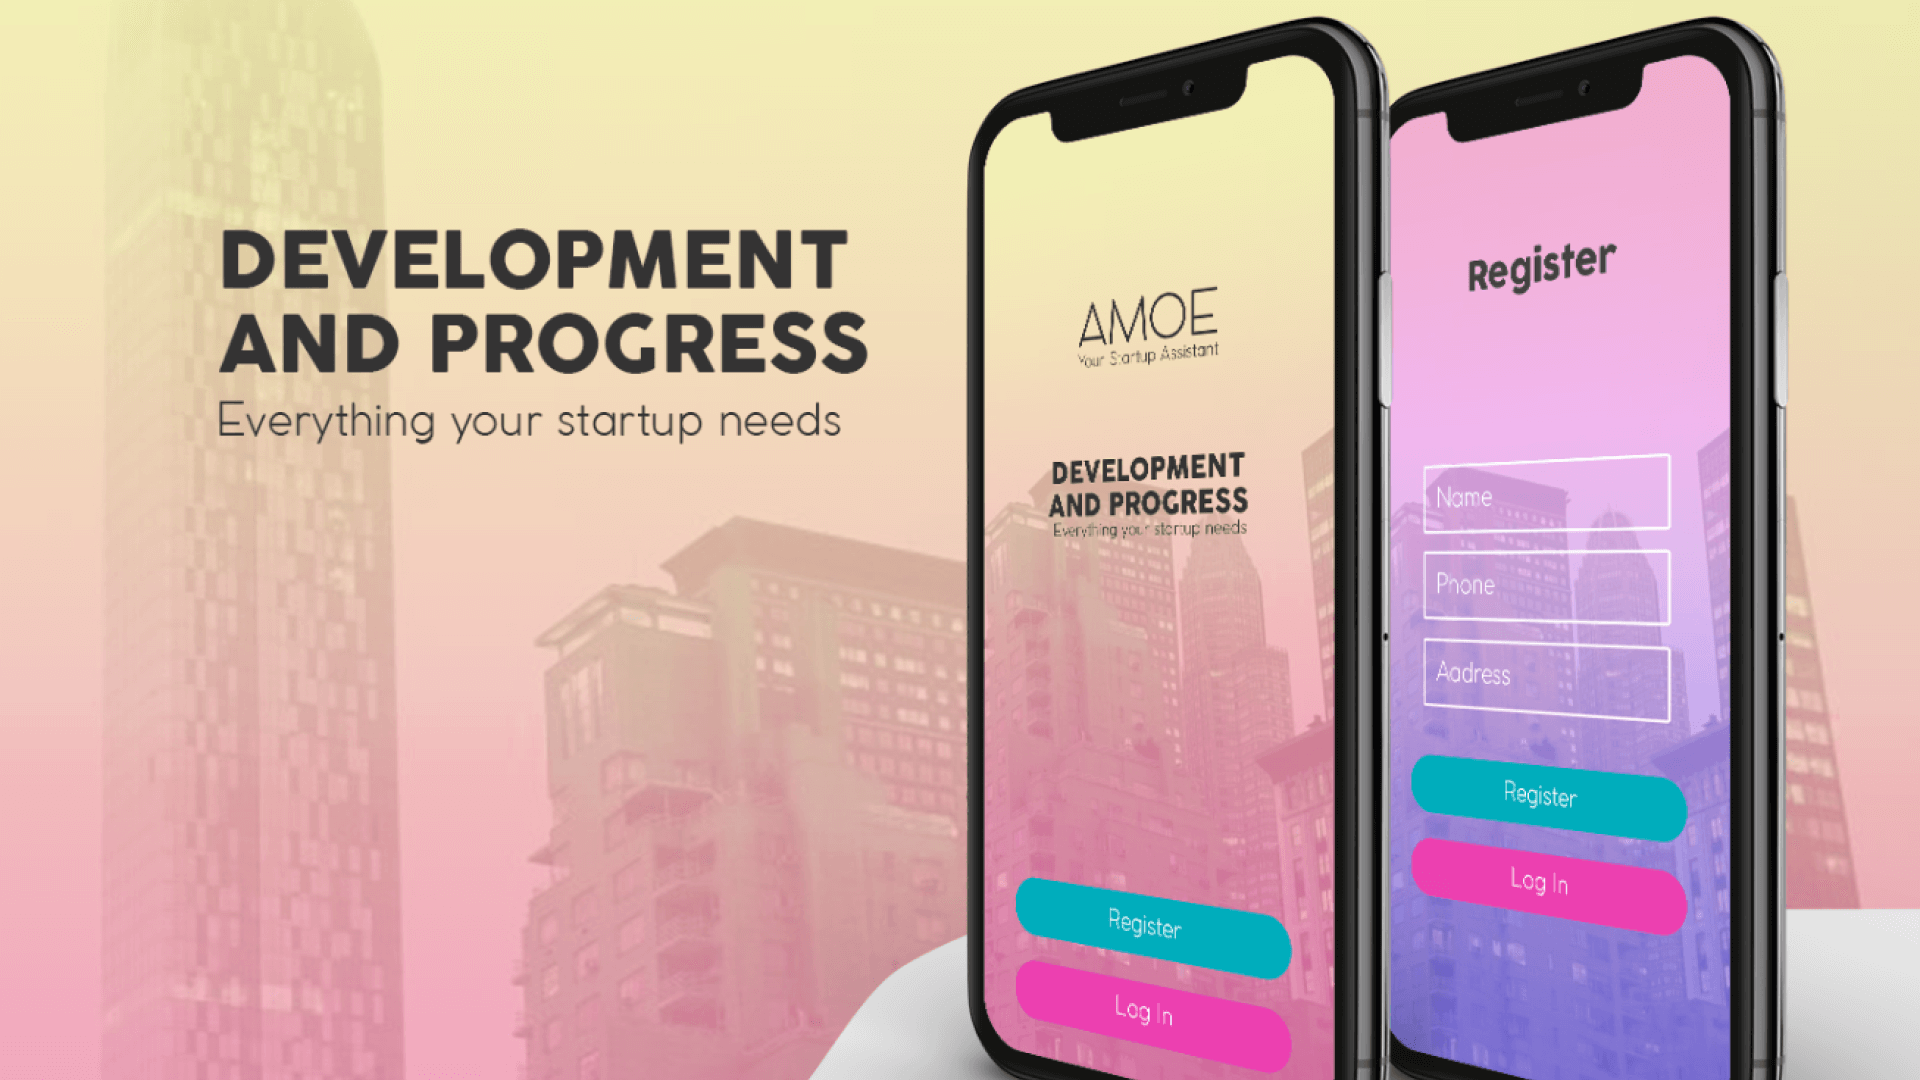 DEVELOPMENT
AND PROGRESS
Everything your startup needs
AMOE
Your Startup Assistant
DEVELOPMENT
AND PROGRESS
Everything your startup needs
Register
Log In
Register
Name
Phone
Address
Register
Log In